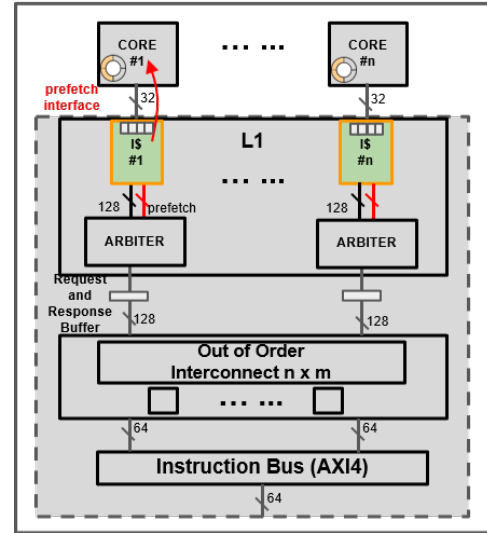 CORE
#1
... ...
CORE
#n
prefetch
interface
32
32
L1
I$
#1
... ...
I$
#n
128
prefetch
128
ARBITER
ARBITER
Request
and
Response
Buffer
128
128
Out of Order
Interconnect n x m
... ...
64
64
Instruction Bus (AXI4)
64